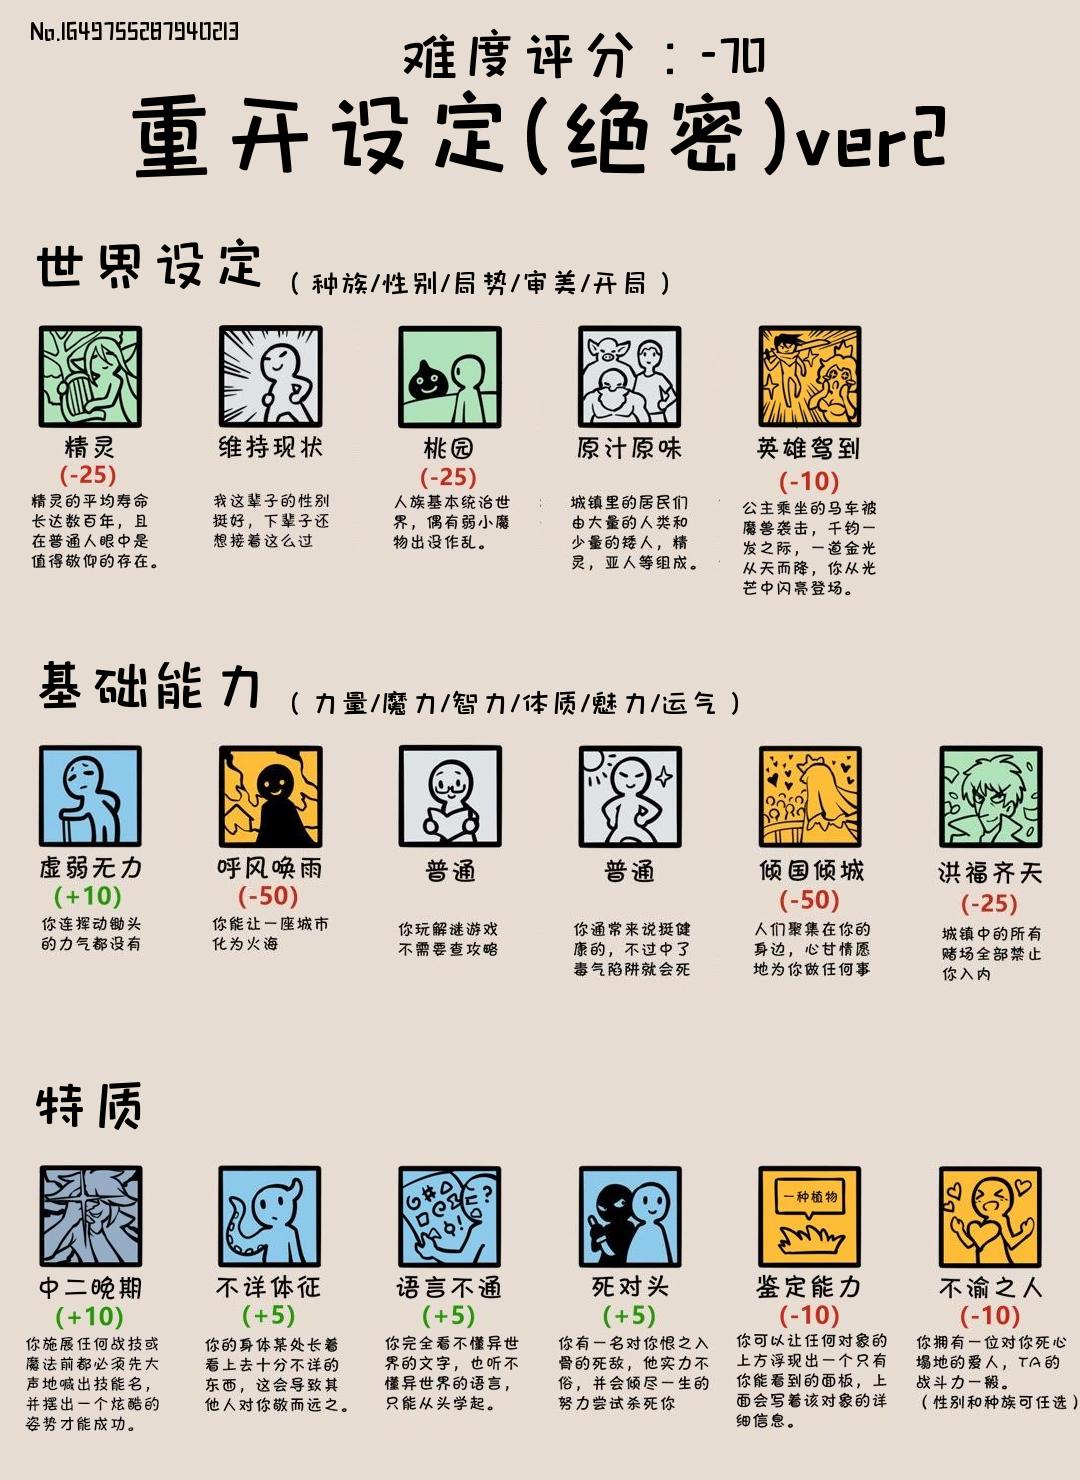 No.1649755287940213
难度评分：-70
重开设定(绝密)ver2
世界设定（种族/性别/局势/审美/开局）
精灵 维持现状 桃园 原汁原味 英雄驾到
(-25) (-25) (-10)
精灵的平均寿命
长达数百年，且
在普通人眼中是
值得敬仰的存在。
我这辈子的性别
挺好，下辈子还
想接着这么过
人族基本统治世
界，偶有弱小魔
物出没作乱。
城镇里的居民们
由大量的人类和
少量的矮人，精
灵，亚人等组成。
公主乘坐的马车被
魔兽袭击，千钧一
发之际，一道金光
从天而降，你从光
芒中闪亮登场。
基础能力（力量/魔力/智力/体质/魅力/运气）
虚弱无力 呼风唤雨 普通 普通 倾国倾城 洪福齐天
(+10) (-50) (-50) (-25)
你连挥动锄头
的力气都没有
你能让一座城市
化为火海
你玩解谜游戏
不需要查攻略
你通常来说挺健
康的，不过中了
毒气陷阱就会死
人们聚集在你的
身边，心甘情愿
地为你做任何事
城镇中的所有
赌场全部禁止
你入内
特质
一种植物
中二晚期 不详体征 语言不通 死对头 鉴定能力 不渝之人
(+10) (+5) (+5) (+5) (-10) (-10)
你施展任何战技或
魔法前都必须先大
声地喊出技能名，
并摆出一个炫酷的
姿势才能成功。
你的身体某处长着
看上去十分不详的
东西，这会导致其
他人对你敬而远之。
你完全看不懂异世
界的文字，也听不
懂异世界的语言，
只能从头学起。
你有一名对你恨之入
骨的死敌，他实力不
俗，并会倾尽一生的
努力尝试杀死你
你可以让任何对象的
上方浮现出一个只有
你能看到的面板，上
面会写着该对象的详
细信息。
你拥有一位对你死心
塌地的爱人，TA的
战斗力一般。
（性别和种族可任选）